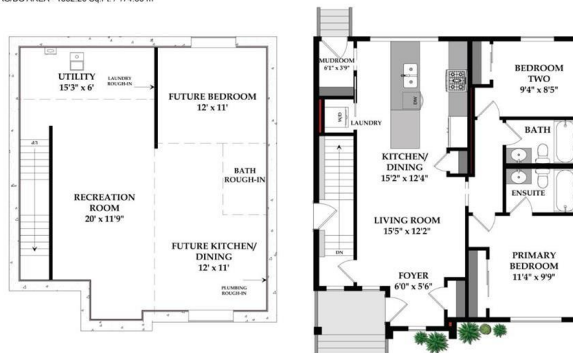 UTILITY
15'3" x 6'
LAUNDRY
ROUGH-IN
FUTURE BEDROOM
12' x 11'
UP
BATH
ROUGH-IN
RECREATION
ROOM
20' x 11'9"
FUTURE KITCHEN/
DINING
12' x 11'
PLUMBING
ROUGH-IN
MUDROOM
6'1" x 3'9"
W/D
LAUNDRY
DW
KITCHEN/
DINING
15'2" x 12'4"
LIVING ROOM
15'5" x 12'2"
DN
FOYER
6'0" x 5'6"
BEDROOM
TWO
9'4" x 8'5"
BATH
ENSUITE
PRIMARY
BEDROOM
11'4" x 9'9"